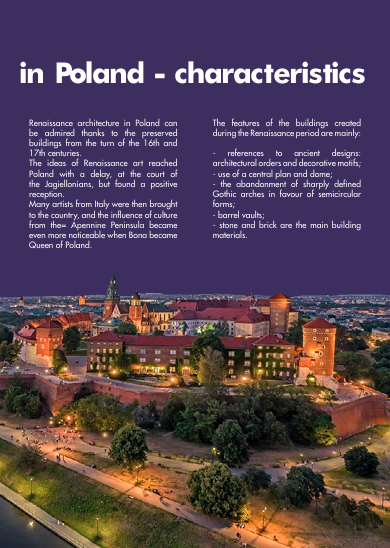 in Poland - characteristics
Renaissance architecture in Poland can
be admired thanks to the preserved
buildings from the turn of the 16th and
17th centuries.
The ideas of Renaissance art reached
Poland with a delay, at the court of
the Jagiellonians, but found a positive
reception.
Many artists from Italy were then brought
to the country, and the influence of culture
from the= Apennine Peninsula became
even more noticeable when Bona became
Queen of Poland.
The features of the buildings created
during the Renaissance period are mainly:
- references to ancient designs:
architectural orders and decorative motifs;
- use of a central plan and dome;
- the abandonment of sharply defined
Gothic arches in favour of semicircular
forms;
- barrel vaults;
- stone and brick are the main building
materials.